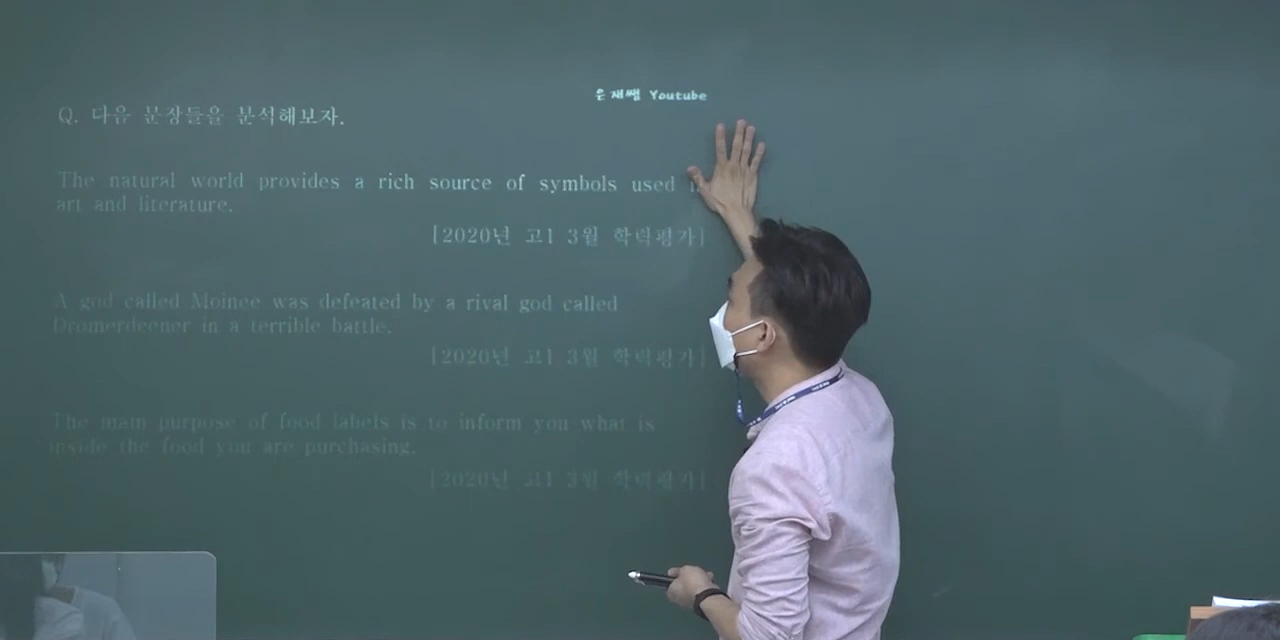 은재쌤 Youtube
Q. 다음 문장들을 분석해보자.
The natural world provides a rich source of symbols used
art and literature.
[2020년 고1 3월 학력평가]
A god called Moinee was defeated by a rival god called
Dromerdeener in a terrible battle.
[2020년 고1 3월 학력평가]
The main purpose of food labels is to inform you what is
inside the food you are purchasing.
[2020년 고1 3월 학력평가]